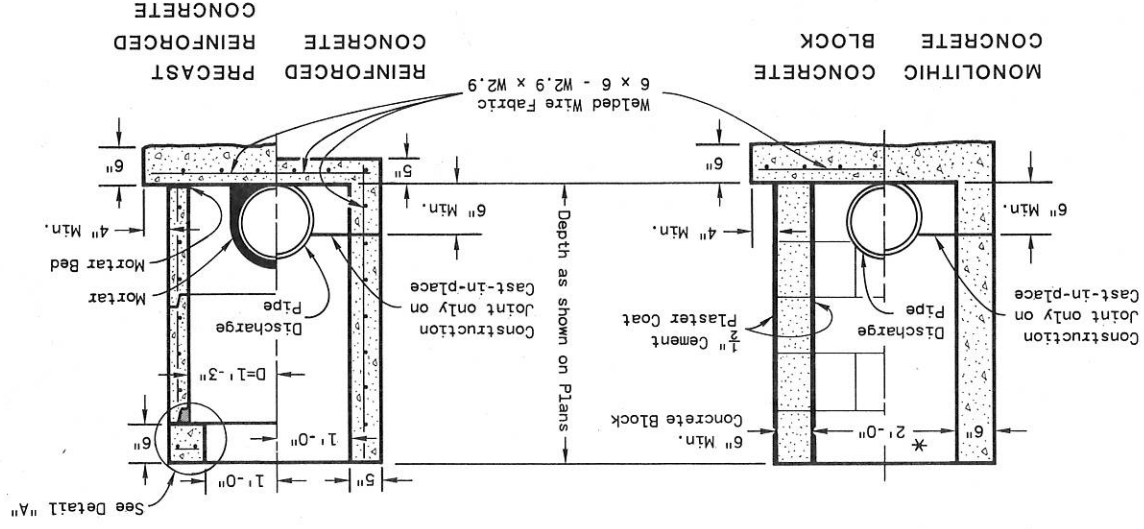 See Detail "A"
6"
2'-0"
*
6" Min.
Concrete Block
5"
1'-0"
1'-0"
6"
D=1'-3"
1/2" Cement
Plaster Coat
Construction
Joint only on
Cast-in-place
Discharge
Pipe
Depth as shown on Plans
Construction
Joint only on
Cast-in-place
Discharge
Pipe
Mortar
Mortar Bed
6" Min.
4" Min.
6" Min.
4" Min.
6"
5"
6"
Welded Wire Fabric
6 x 6 - W2.9 x W2.9
MONOLITHIC
CONCRETE
CONCRETE
BLOCK
REINFORCED
CONCRETE
PRECAST
REINFORCED
CONCRETE